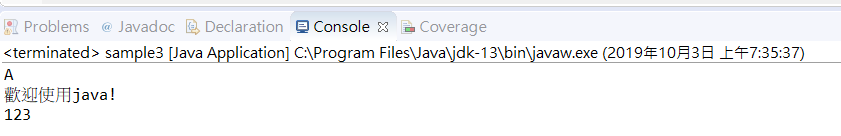 Problems @ Javadoc Declaration Console Coverage
<terminated> sample3 [Java Application] C:\Program Files\Java\jdk-13\bin\javaw.exe (2019年10月3日 上午7:35:37)
A
歡迎使用java!
123